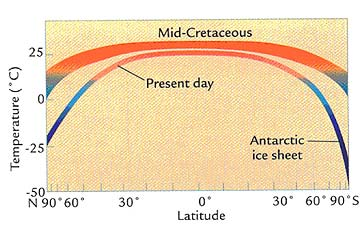 Mid-Cretaceous
25
Present day
0
Temperature (°C)
-25
Antarctic
ice sheet
-50
N 90° 60° 30° 0° 30° 60° 90°S
Latitude